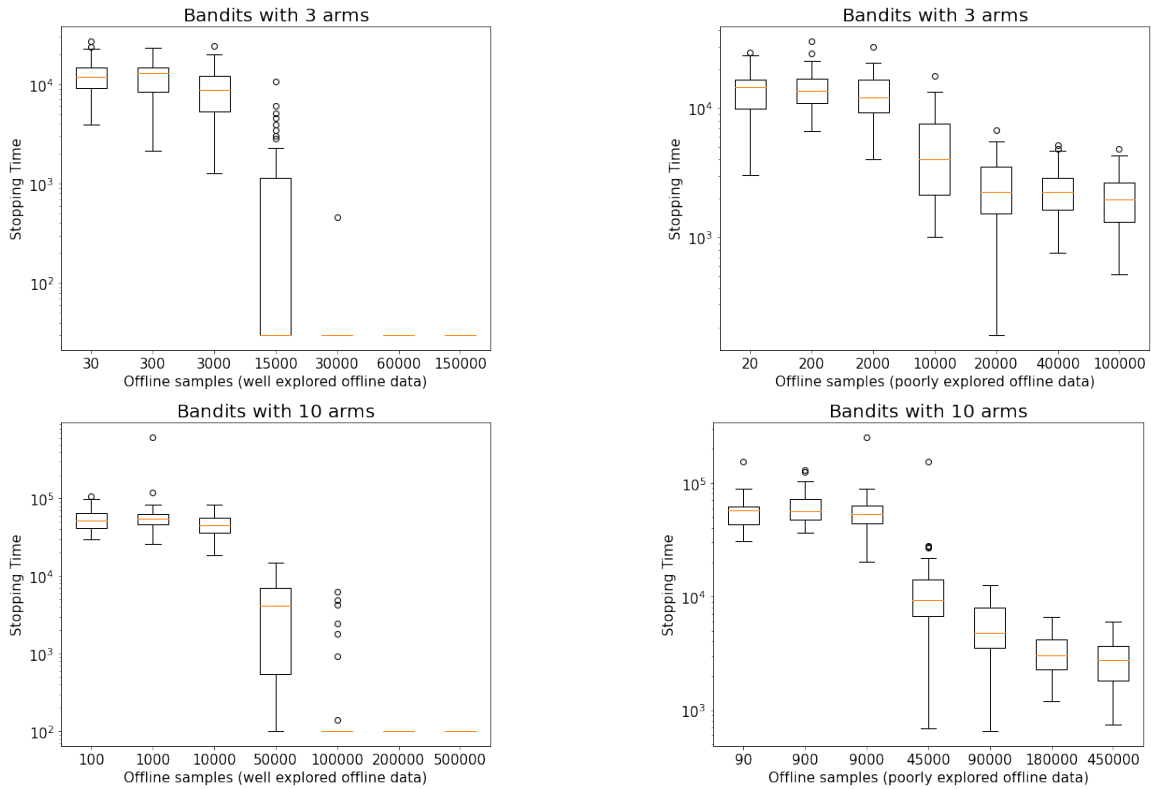 Bandits with 3 arms
Stopping Time
10^4
10^3
10^2
30 300 3000 15000 30000 60000 150000
Offline samples (well explored offline data)
Bandits with 3 arms
Stopping Time
10^4
10^3
20 200 2000 10000 20000 40000 100000
Offline samples (poorly explored offline data)
Bandits with 10 arms
Stopping Time
10^5
10^4
10^3
10^2
100 1000 10000 50000 100000 200000 500000
Offline samples (well explored offline data)
Bandits with 10 arms
Stopping Time
10^5
10^4
10^3
90 900 9000 45000 90000 180000 450000
Offline samples (poorly explored offline data)